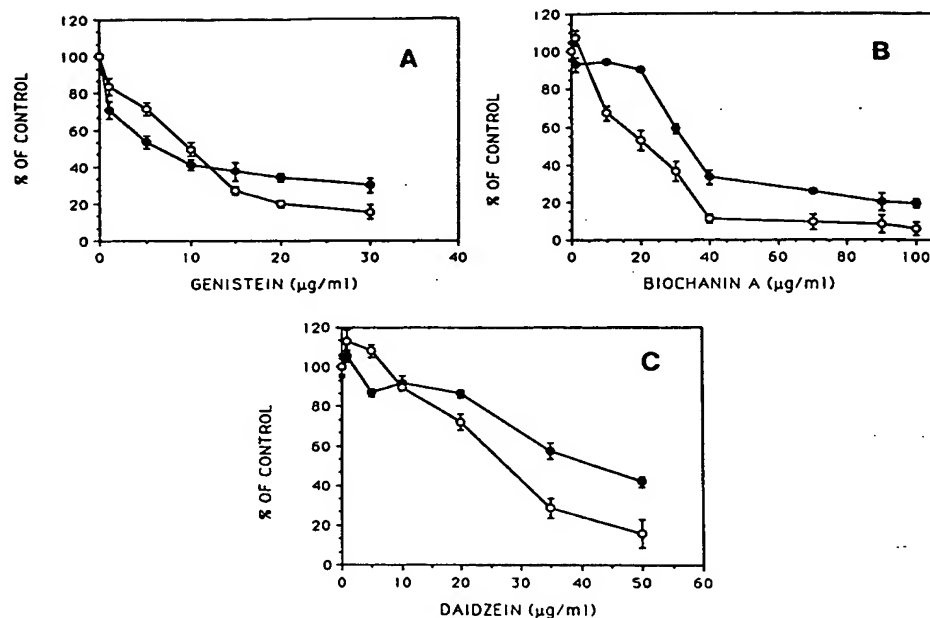 A
% OF CONTROL
120
100
80
60
40
20
0
0 10 20 30 40
GENISTEIN (µg/ml)
B
% OF CONTROL
120
100
80
60
40
20
0
0 20 40 60 80 100
BIOCHANIN A (µg/ml)
C
% OF CONTROL
120
100
80
60
40
20
0
0 10 20 30 40 50 60
DAIDZEIN (µg/ml)